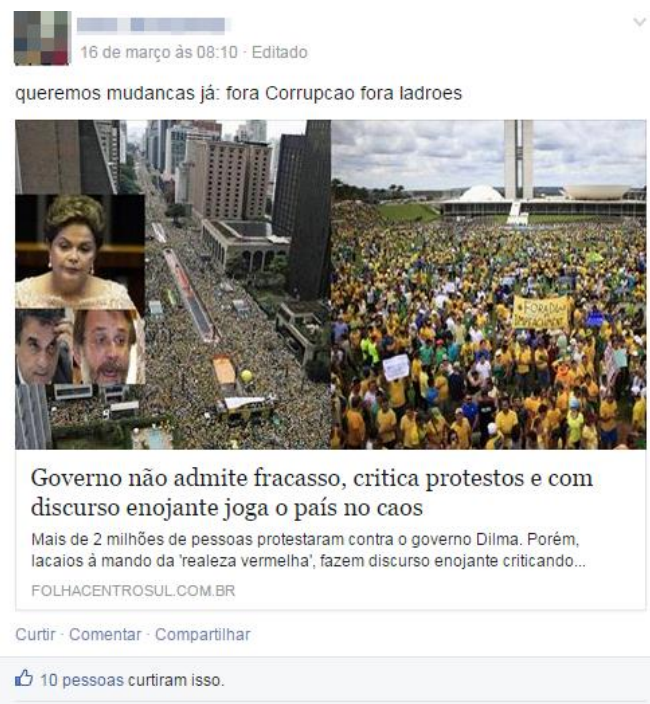 16 de março às 08:10 · Editado
queremos mudancas já: fora Corrupcao fora ladroes
FORA DILMA
IMPEACHMENT
Governo não admite fracasso, critica protestos e com
discurso enojante joga o país no caos
Mais de 2 milhões de pessoas protestaram contra o governo Dilma. Porém,
lacaios à mando da 'realeza vermelha', fazem discurso enojante criticando...
FOLHACENTROSUL.COM.BR
Curtir · Comentar · Compartilhar
10 pessoas curtiram isso.